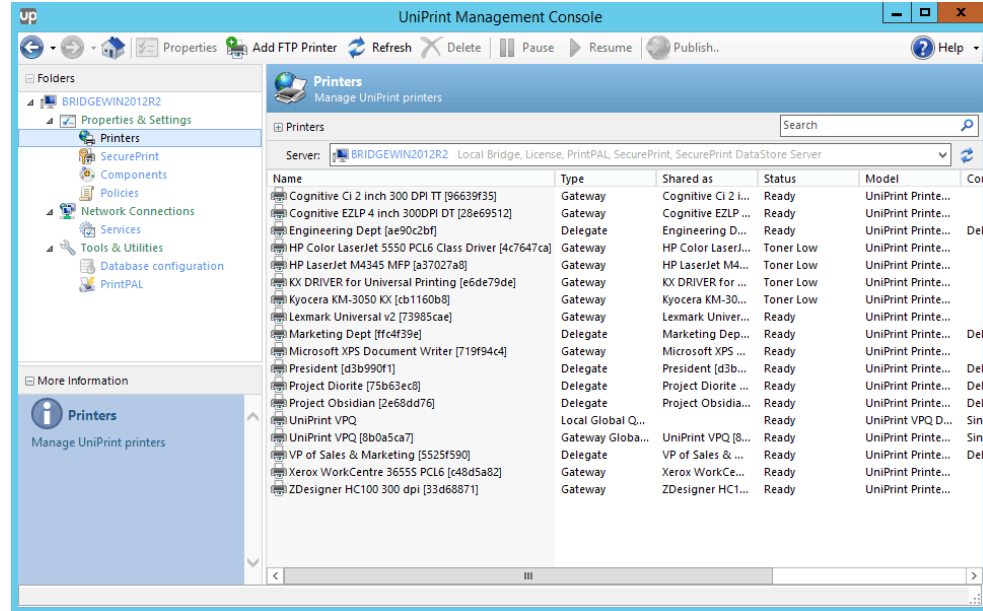 up UniPrint Management Console
Properties Add FTP Printer Refresh Delete Pause Resume Publish.. Help
Folders
BRIDGEWIN2012R2
Properties & Settings
Printers
SecurePrint
Components
Policies
Network Connections
Services
Tools & Utilities
Database configuration
PrintPAL
More Information
Printers
Manage UniPrint printers
Printers
Manage UniPrint printers
Printers Search
Server: BRIDGEWIN2012R2 Local Bridge, License, PrintPAL, SecurePrint, SecurePrint DataStore Server
Name Type Shared as Status Model Co
Cognitive Ci 2 inch 300 DPI TT [96639f35] Gateway Cognitive Ci 2 i... Ready UniPrint Printe...
Cognitive EZLP 4 inch 300DPI DT [28e69512] Gateway Cognitive EZLP ... Ready UniPrint Printe...
Engineering Dept [ae90c2bf] Delegate Engineering D... Ready UniPrint Printe... Del
HP Color LaserJet 5550 PCL6 Class Driver [4c7647ca] Gateway HP Color LaserJ... Toner Low UniPrint Printe...
HP LaserJet M4345 MFP [a37027a8] Gateway HP LaserJet M4... Toner Low UniPrint Printe...
KX DRIVER for Universal Printing [e6de79de] Gateway KX DRIVER for ... Toner Low UniPrint Printe...
Kyocera KM-3050 KX [cb1160b8] Gateway Kyocera KM-30... Toner Low UniPrint Printe...
Lexmark Universal v2 [73985cae] Gateway Lexmark Univer... Ready UniPrint Printe...
Marketing Dept [ffc4f39e] Delegate Marketing Dep... Ready UniPrint Printe... Del
Microsoft XPS Document Writer [719f94c4] Gateway Microsoft XPS ... Ready UniPrint Printe...
President [d3b990f1] Delegate President [d3b... Ready UniPrint Printe... Del
Project Diorite [75b63ec8] Delegate Project Diorite ... Ready UniPrint Printe... Del
Project Obsidian [2e68dd76] Delegate Project Obsidia... Ready UniPrint Printe... Del
UniPrint VPQ Local Global Q... Ready UniPrint VPQ D... Sin
UniPrint VPQ [8b0a5ca7] Gateway Globa... UniPrint VPQ [8... Ready UniPrint Printe... Sin
VP of Sales & Marketing [5525f590] Delegate VP of Sales & ... Ready UniPrint Printe... Del
Xerox WorkCentre 3655S PCL6 [c48d5a82] Gateway Xerox WorkCe... Ready UniPrint Printe...
ZDesigner HC100 300 dpi [33d68871] Gateway ZDesigner HC1... Ready UniPrint Printe...